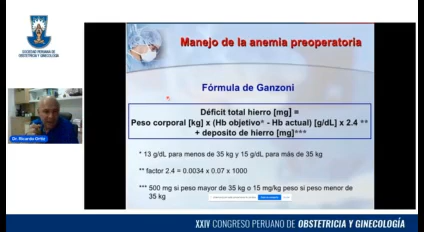 SOCIEDAD PERUANA DE
OBSTETRICIA Y GINECOLOGÍA
Manejo de la anemia preoperatoria
Fórmula de Ganzoni
Déficit total hierro [mg] =
Peso corporal [kg] x (Hb objetivo* - Hb actual) [g/dL] x 2.4 **
+ deposito de hierro [mg]***
Dr. Ricardo Ortiz
* 13 g/dL para menos de 35 kg y 15 g/dL para más de 35 kg
** factor 2.4 = 0.0034 x 0.07 x 1000
*** 500 mg si peso mayor de 35 kg o 15 mg/kg peso si peso menor de
35 kg
XXIV CONGRESO PERUANO DE OBSTETRICIA Y GINECOLOGÍA